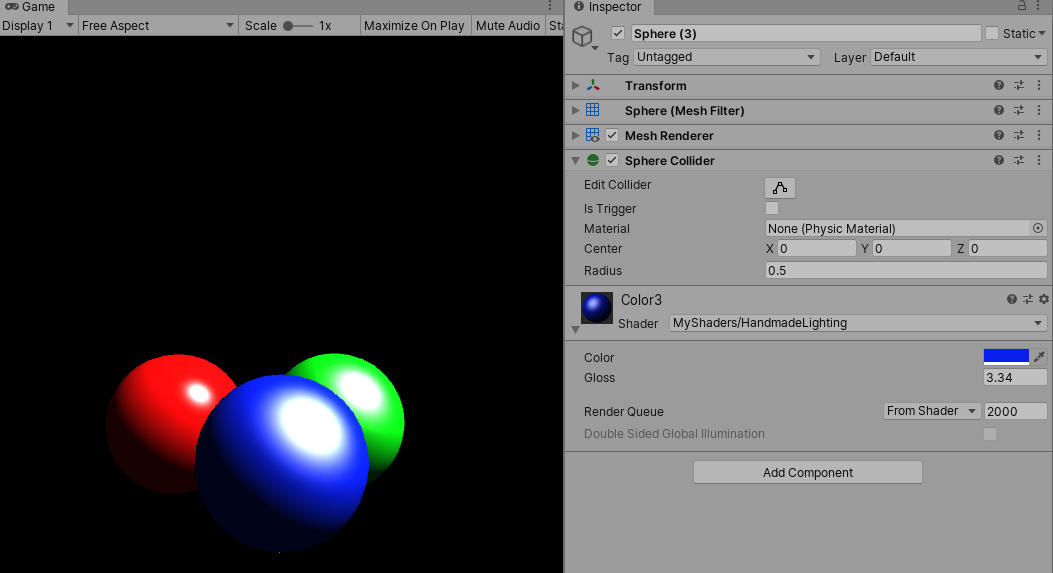 Game
Display 1 Free Aspect Scale 1x Maximize On Play Mute Audio Sta
Inspector
Sphere (3) Static
Tag Untagged Layer Default
Transform
Sphere (Mesh Filter)
Mesh Renderer
Sphere Collider
Edit Collider
Is Trigger
Material None (Physic Material)
Center X 0 Y 0 Z 0
Radius 0.5
Color3
Shader MyShaders/HandmadeLighting
Color
Gloss 3.34
Render Queue From Shader 2000
Double Sided Global Illumination
Add Component